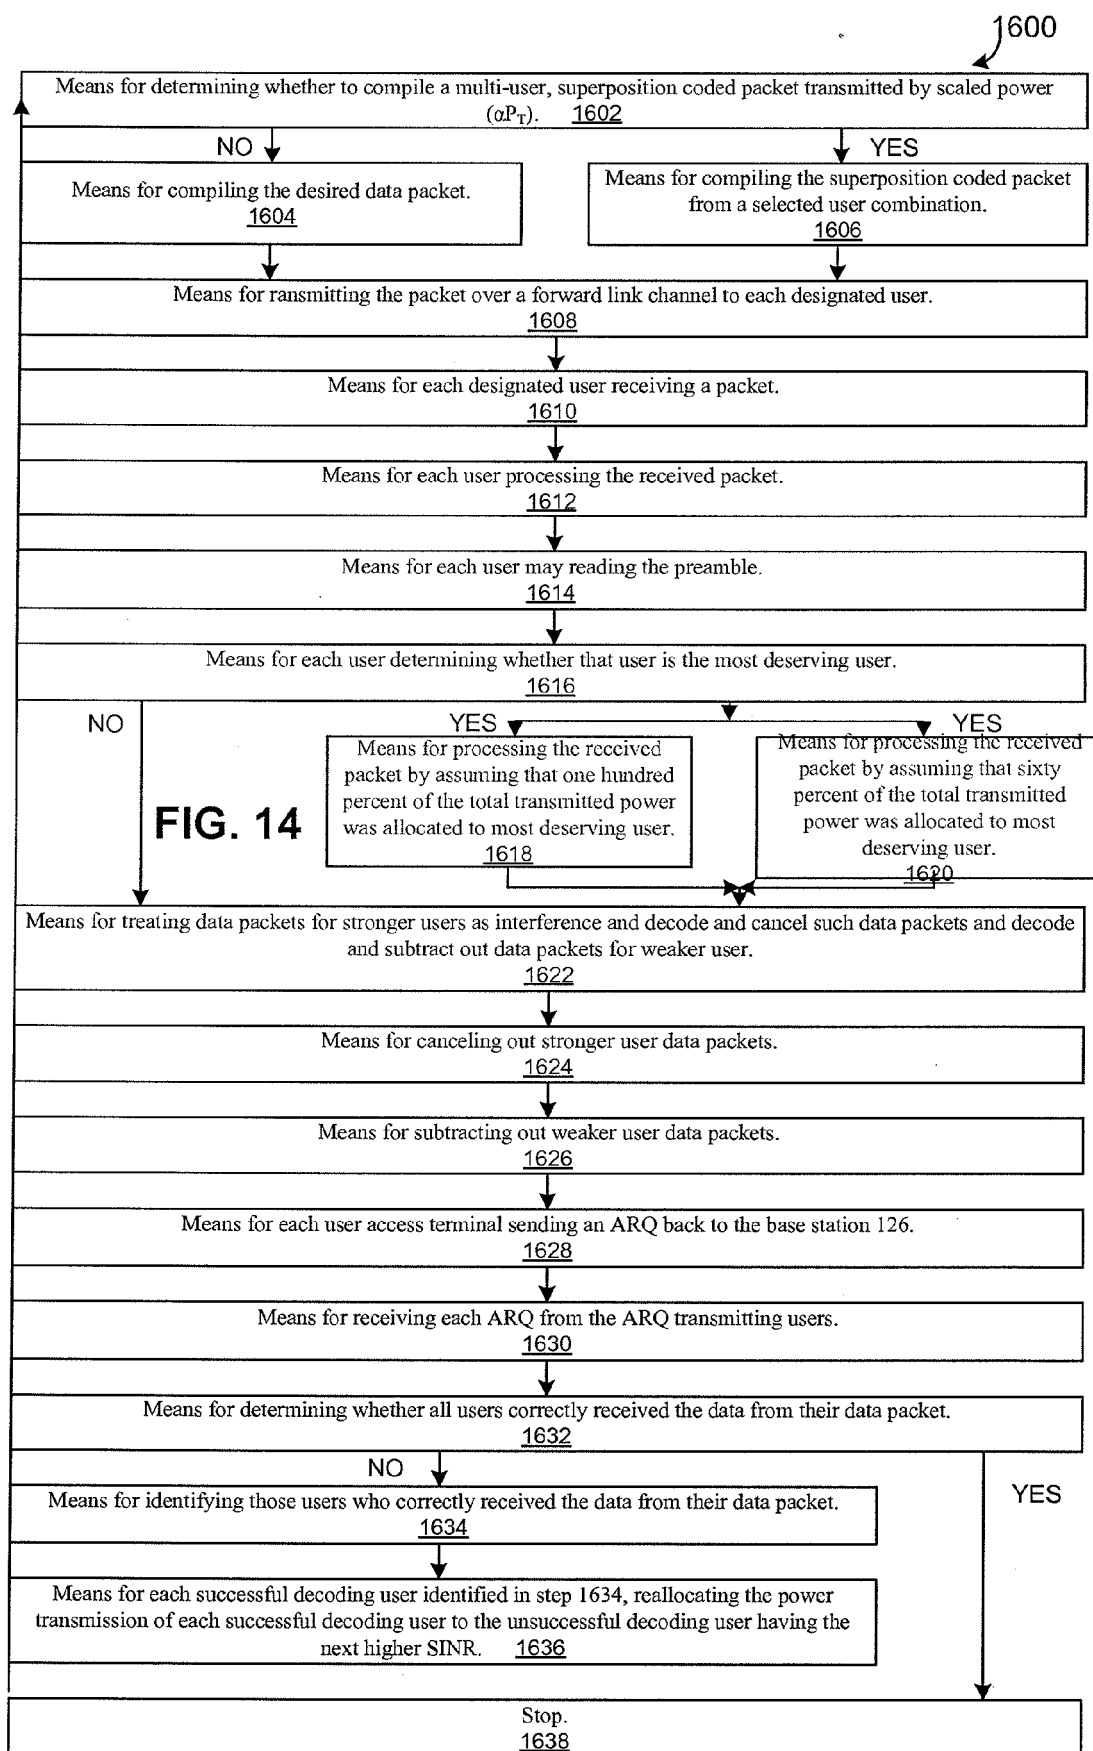 1600
Means for determining whether to compile a multi-user, superposition coded packet transmitted by scaled power
(αPT). 1602
NO
YES
Means for compiling the desired data packet.
1604
Means for compiling the superposition coded packet
from a selected user combination.
1606
Means for ransmitting the packet over a forward link channel to each designated user.
1608
Means for each designated user receiving a packet.
1610
Means for each user processing the received packet.
1612
Means for each user may reading the preamble.
1614
Means for each user determining whether that user is the most deserving user.
1616
NO
YES
YES
Means for processing the received
packet by assuming that one hundred
percent of the total transmitted power
was allocated to most deserving user.
1618
Means for processing the received
packet by assuming that sixty
percent of the total transmitted
power was allocated to most
deserving user.
1620
FIG. 14
Means for treating data packets for stronger users as interference and decode and cancel such data packets and decode
and subtract out data packets for weaker user.
1622
Means for canceling out stronger user data packets.
1624
Means for subtracting out weaker user data packets.
1626
Means for each user access terminal sending an ARQ back to the base station 126.
1628
Means for receiving each ARQ from the ARQ transmitting users.
1630
Means for determining whether all users correctly received the data from their data packet.
1632
NO
YES
Means for identifying those users who correctly received the data from their data packet.
1634
Means for each successful decoding user identified in step 1634, reallocating the power
transmission of each successful decoding user to the unsuccessful decoding user having the
next higher SINR. 1636
Stop.
1638